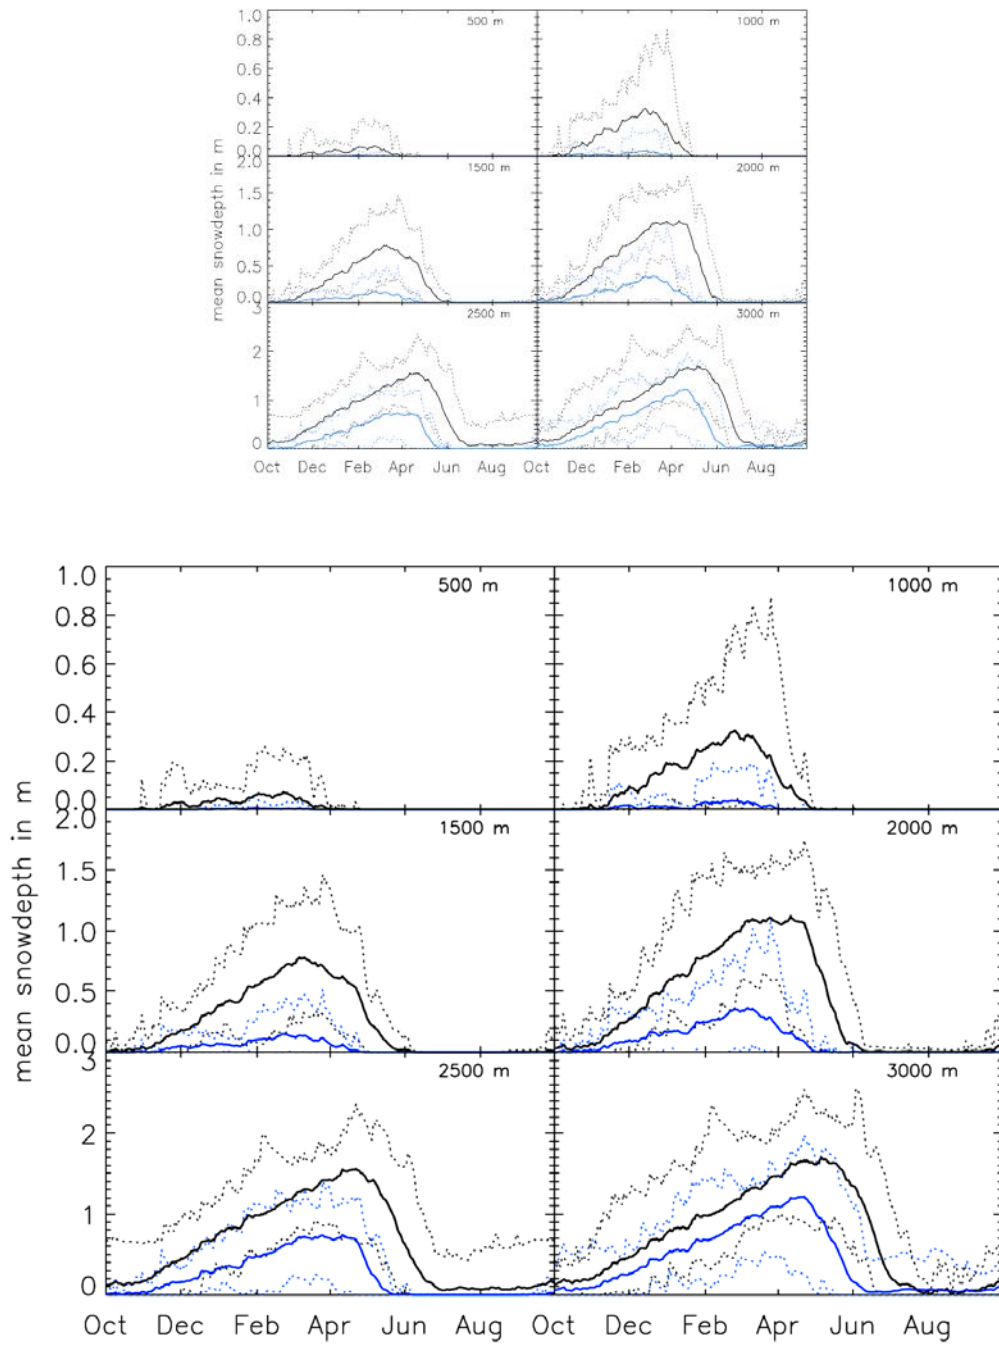 1.0
0.8
0.6
0.4
0.2
0.0
500 m
1000 m
2.0
1.5
1.0
0.5
0.0
1500 m
2000 m
3
2
1
0
2500 m
3000 m
mean snowdepth in m
Oct Dec Feb Apr Jun Aug Oct Dec Feb Apr Jun Aug
1.0
0.8
0.6
0.4
0.2
0.0
500 m
1000 m
2.0
1.5
1.0
0.5
0.0
1500 m
2000 m
3
2
1
0
2500 m
3000 m
mean snowdepth in m
Oct Dec Feb Apr Jun Aug Oct Dec Feb Apr Jun Aug